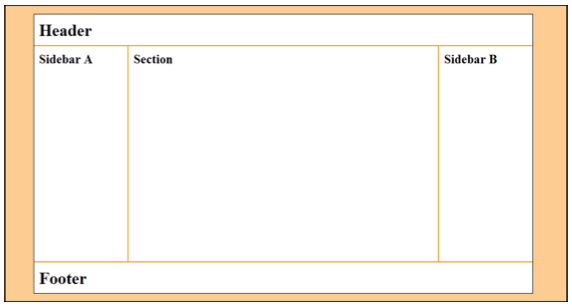 Header
Sidebar A
Section
Sidebar B
Footer